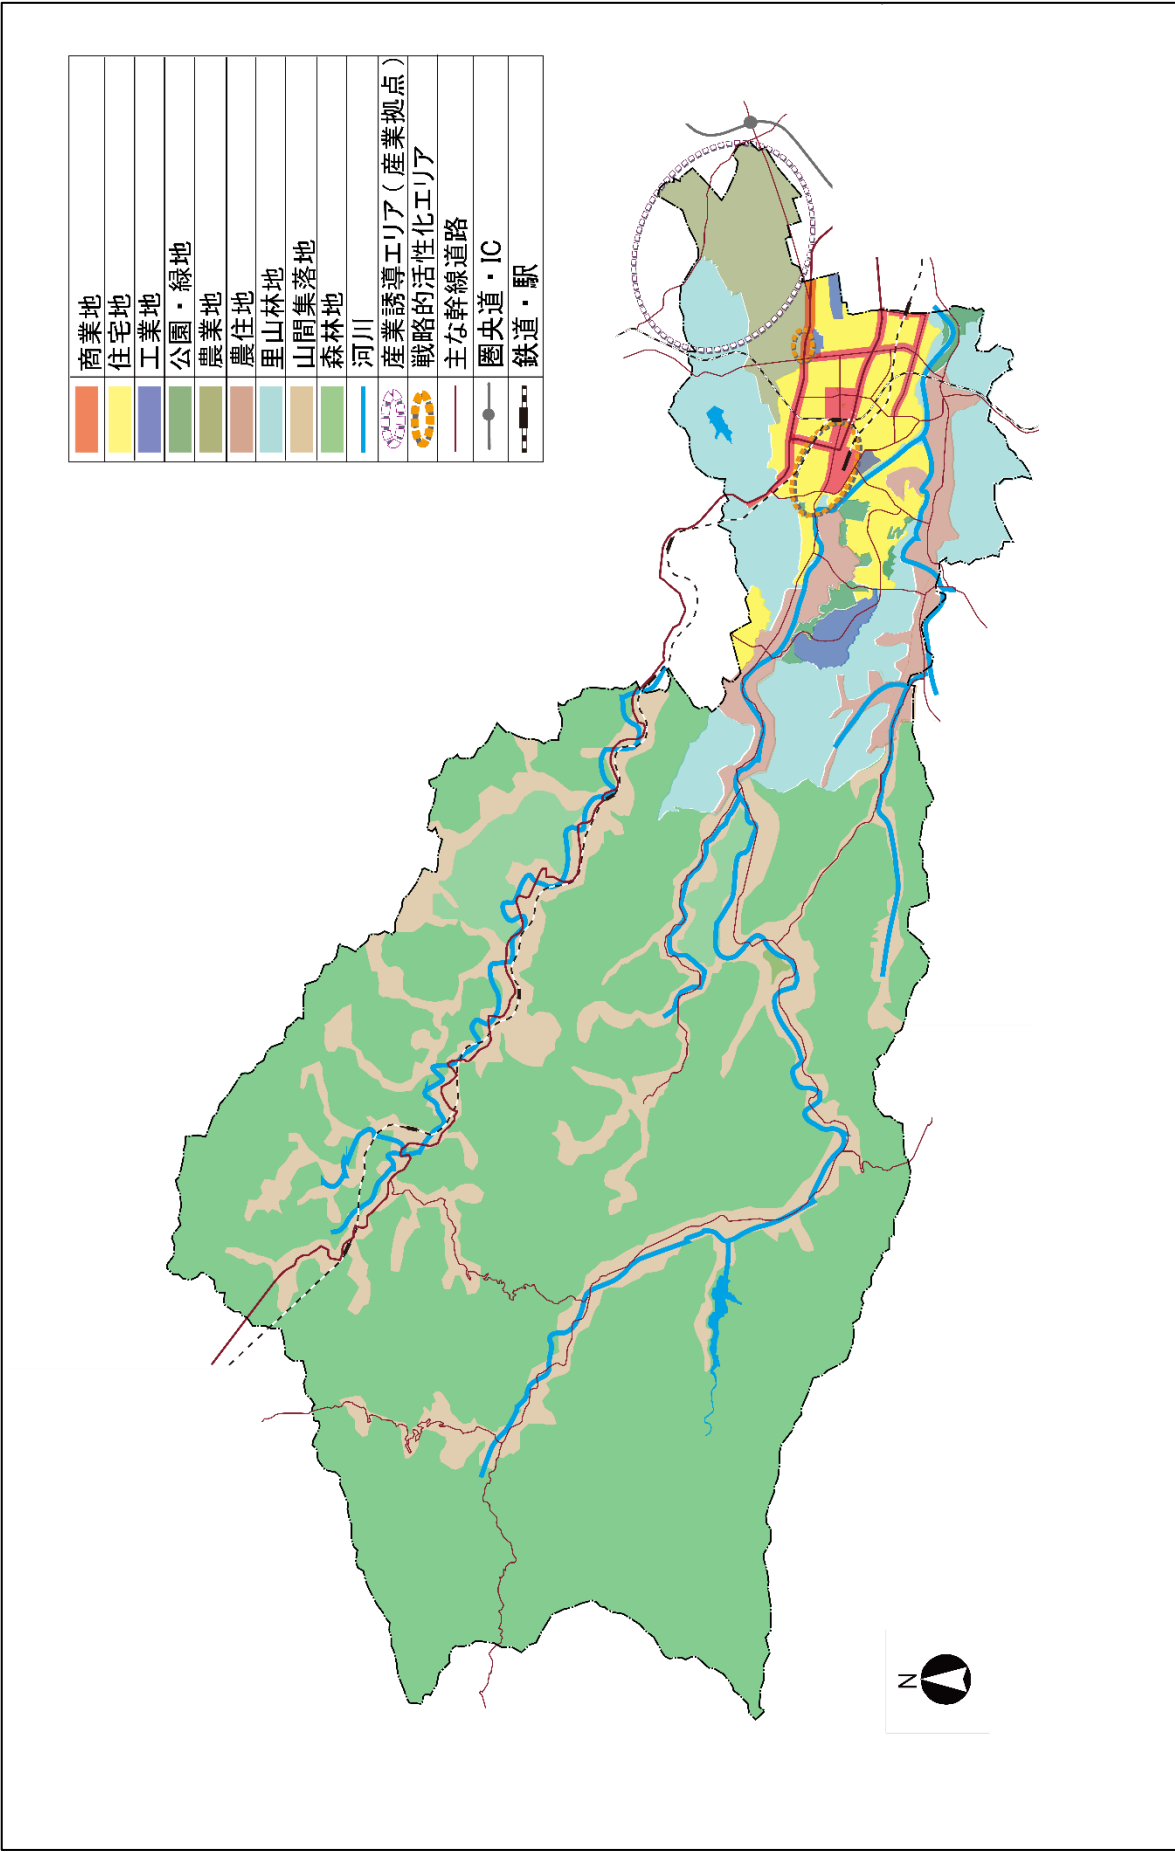 商業地
住宅地
工業地
公園・緑地
農業地
農住地
里山林地
山間集落地
森林地
河川
産業誘導エリア（産業拠点）
戦略的活性化エリア
主な幹線道路
圏央道・IC
鉄道・駅
N